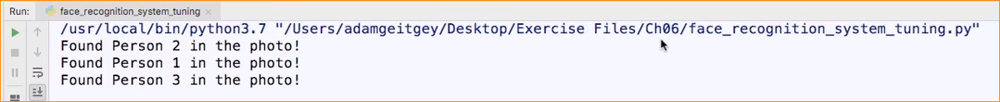 Run: face_recognition_system_tuning
/usr/local/bin/python3.7 "/Users/adamgeitgey/Desktop/Exercise Files/Ch06/face_recognition_system_tuning.py"
Found Person 2 in the photo!
Found Person 1 in the photo!
Found Person 3 in the photo!